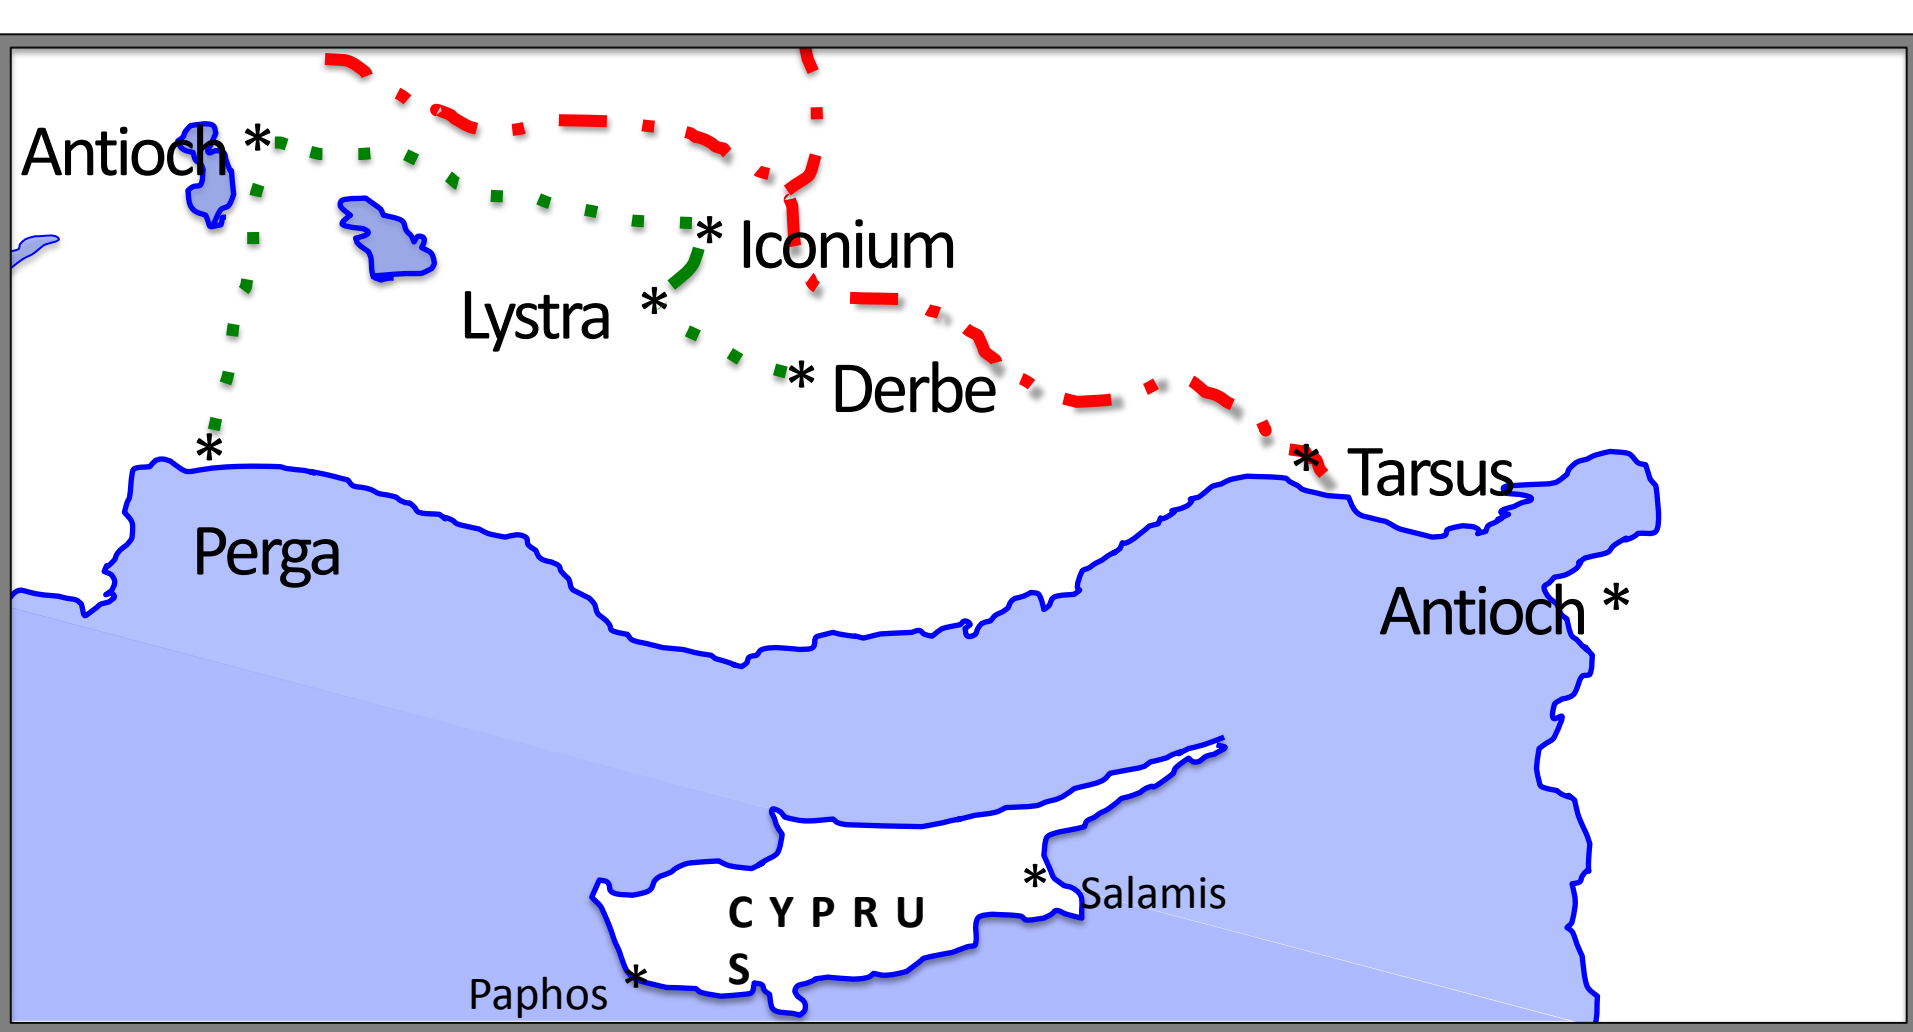 Antioch *
* Iconium
Lystra *
* Derbe
*
* Tarsus
Perga
Antioch *
* Salamis
C Y P R U
S
Paphos *